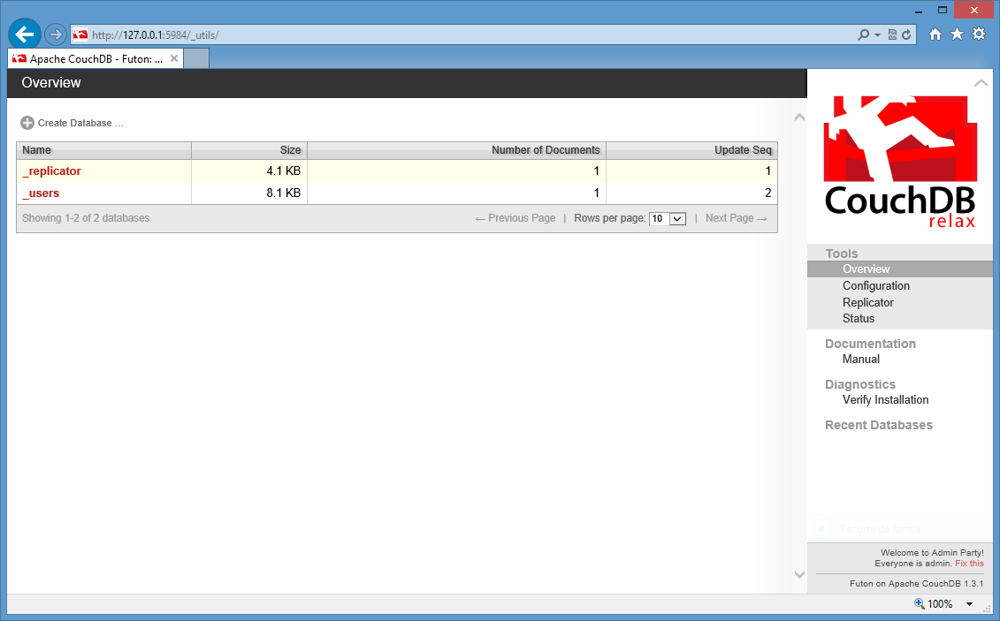 http://127.0.0.1:5984/_utils/
Apache CouchDB - Futon: ...
Overview
Create Database ...
Name Size Number of Documents Update Seq
_replicator 4.1 KB 1 1
_users 8.1 KB 1 2
Showing 1-2 of 2 databases ← Previous Page | Rows per page: 10 | Next Page →
CouchDB
relax
Tools
Overview
Configuration
Replicator
Status
Documentation
Manual
Diagnostics
Verify Installation
Recent Databases
Recorte de Janela
Welcome to Admin Party!
Everyone is admin. Fix this
Futon on Apache CouchDB 1.3.1
100%